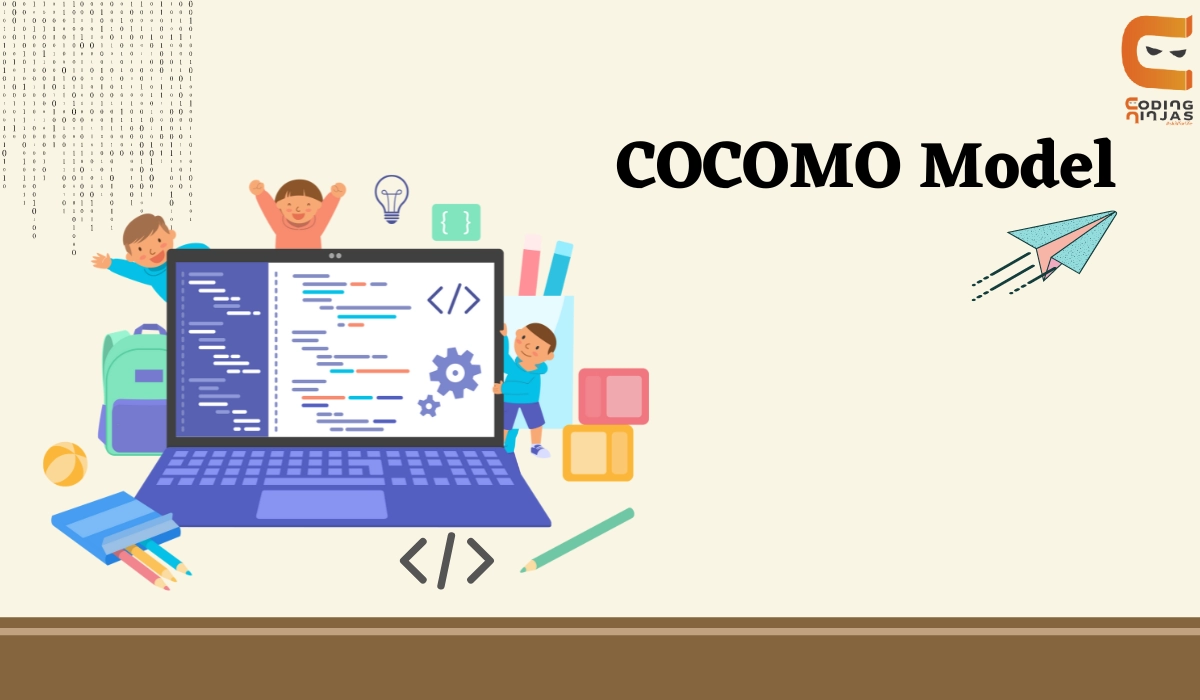 CODING
NINJAS
COCOMO Model
{ }
</>
</>